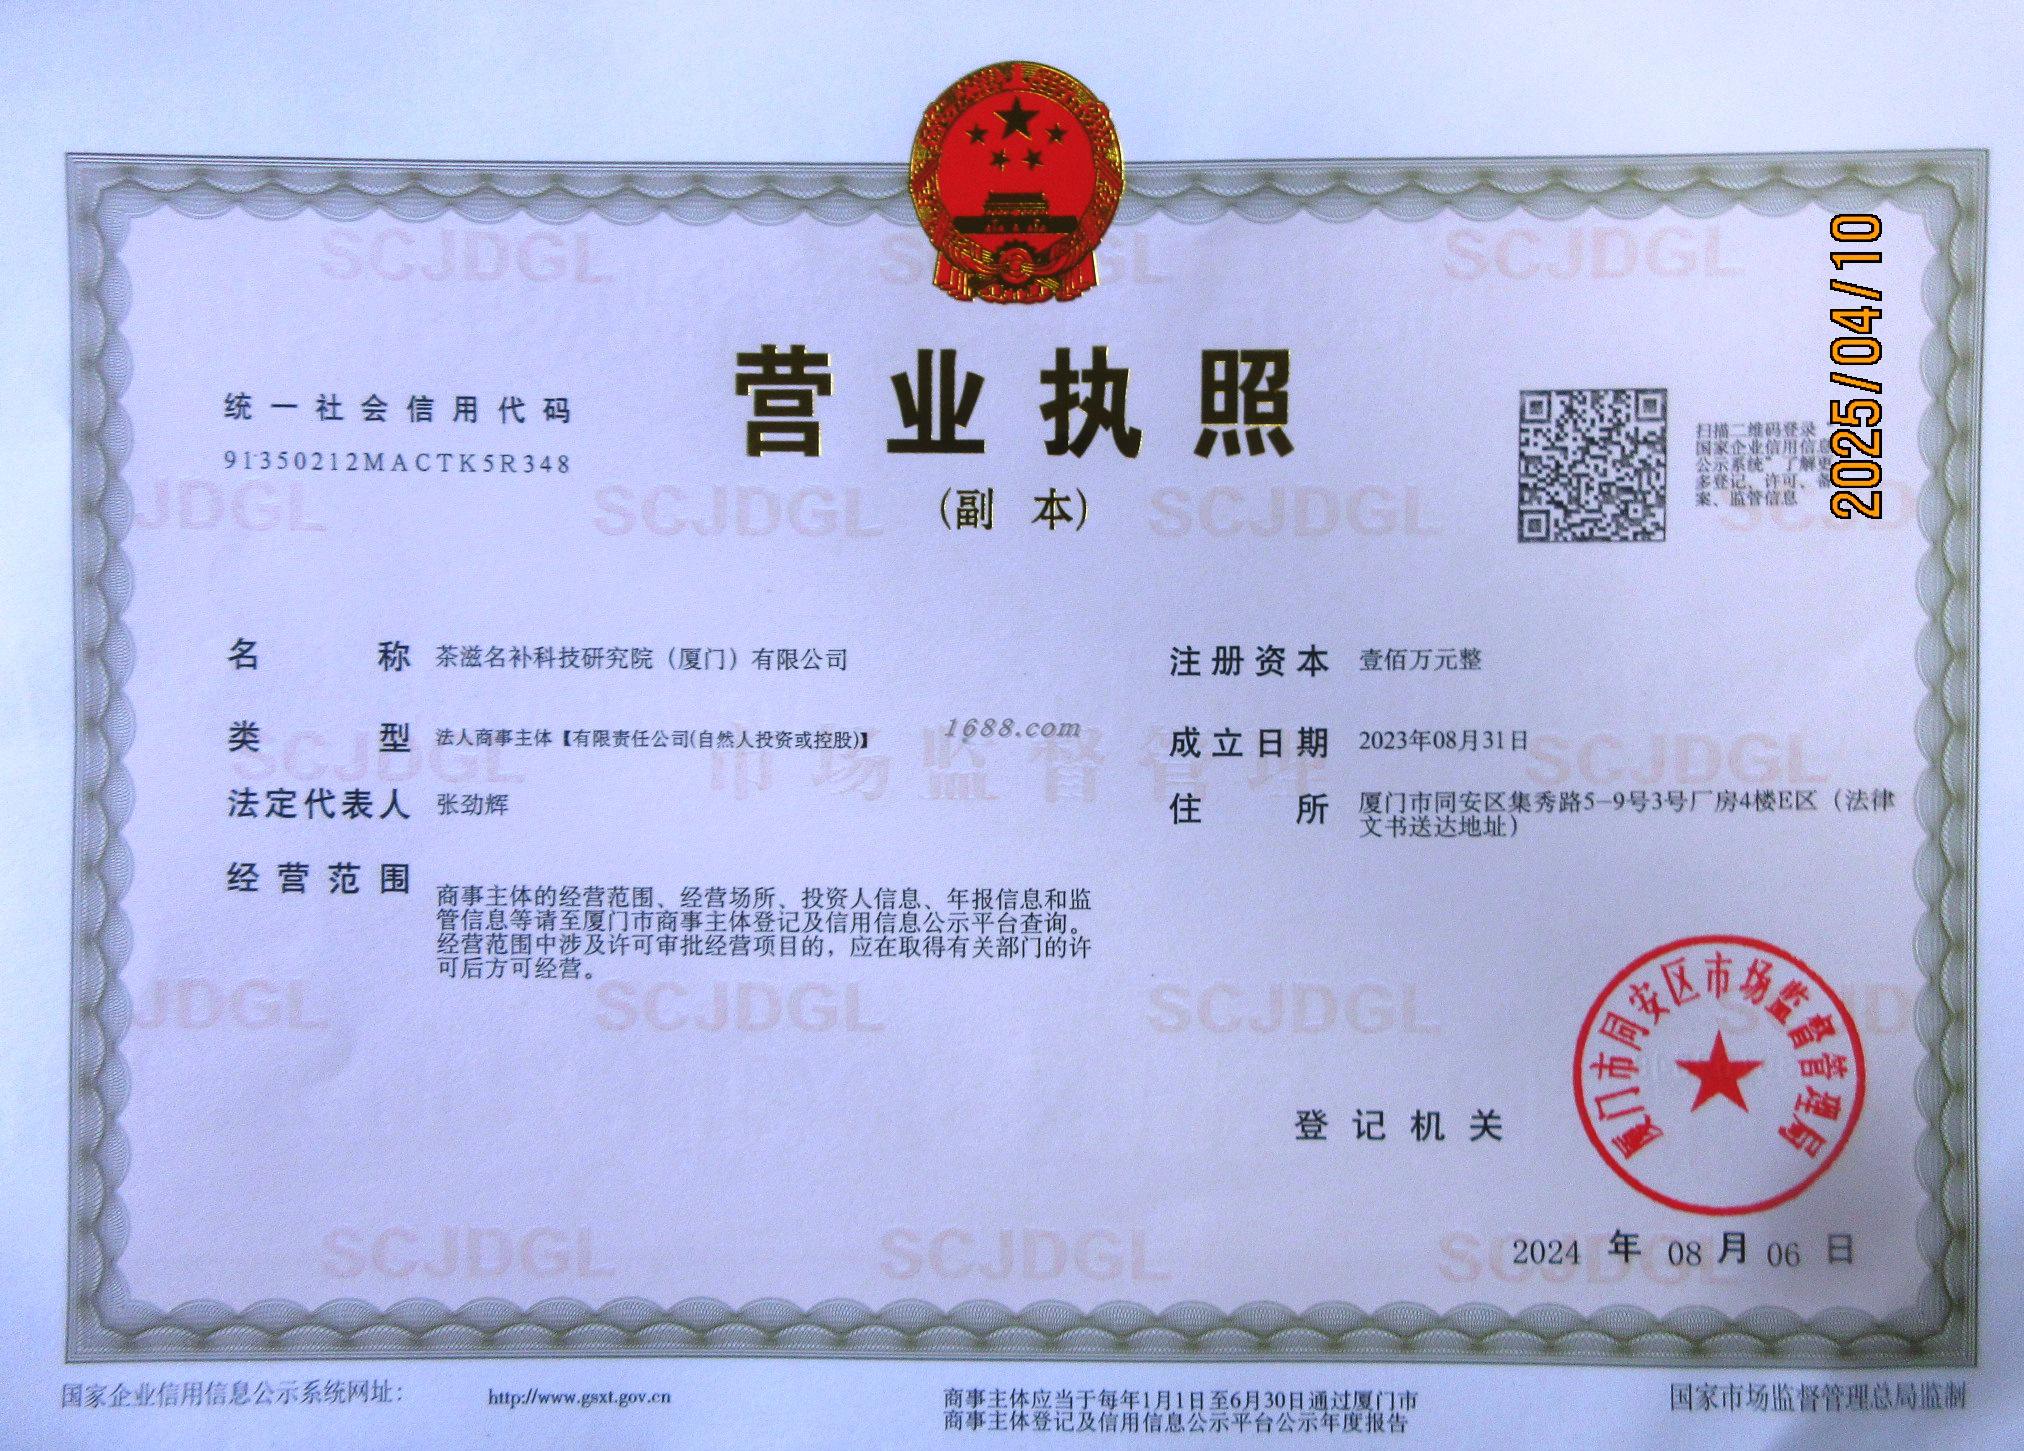 营业执照
(副 本)
统一社会信用代码
91350212MACTK5R348
扫描二维码登录"
国家企业信用信息
公示系统"了解更
多登记、许可、备
案、监管信息
2025/04/10
名称 茶滋名补科技研究院（厦门）有限公司
类型 法人商事主体【有限责任公司(自然人投资或控股)】
法定代表人 张劲辉
经营范围
商事主体的经营范围、经营场所、投资人信息、年报信息和监
管信息等请至厦门市商事主体登记及信用信息公示平台查询。
经营范围中涉及许可审批经营项目的，应在取得有关部门的许
可后方可经营。
注册资本 壹佰万元整
成立日期 2023年08月31日
住所 厦门市同安区集秀路5-9号3号厂房4楼E区（法律
文书送达地址）
1688.com
市场监督管理
SCJDGL
登记机关
厦门市同安区市场监督管理局
2024 年 08 月 06 日
国家企业信用信息公示系统网址： http://www.gsxt.gov.cn
商事主体应当于每年1月1日至6月30日通过厦门市
商事主体登记及信用信息公示平台公示年度报告
国家市场监督管理总局监制